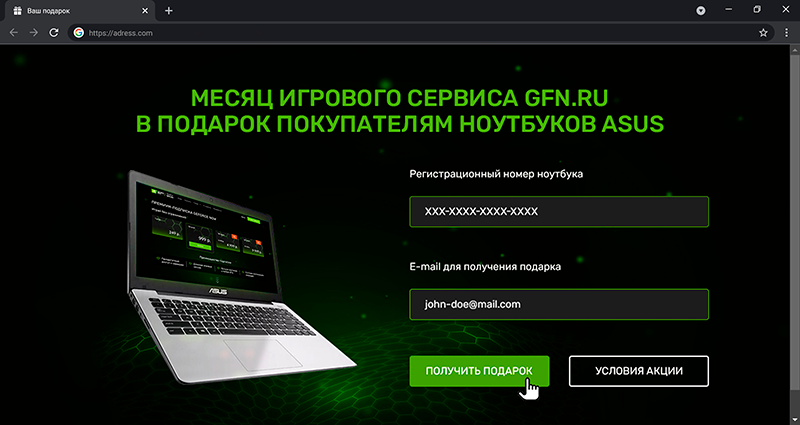 Ваш подарок
https://adress.com
МЕСЯЦ ИГРОВОГО СЕРВИСА GFN.RU
В ПОДАРОК ПОКУПАТЕЛЯМ НОУТБУКОВ ASUS
Регистрационный номер ноутбука
XXX-XXXX-XXXX-XXXX
E-mail для получения подарка
john-doe@mail.com
ПОЛУЧИТЬ ПОДАРОК
УСЛОВИЯ АКЦИИ
ASUS